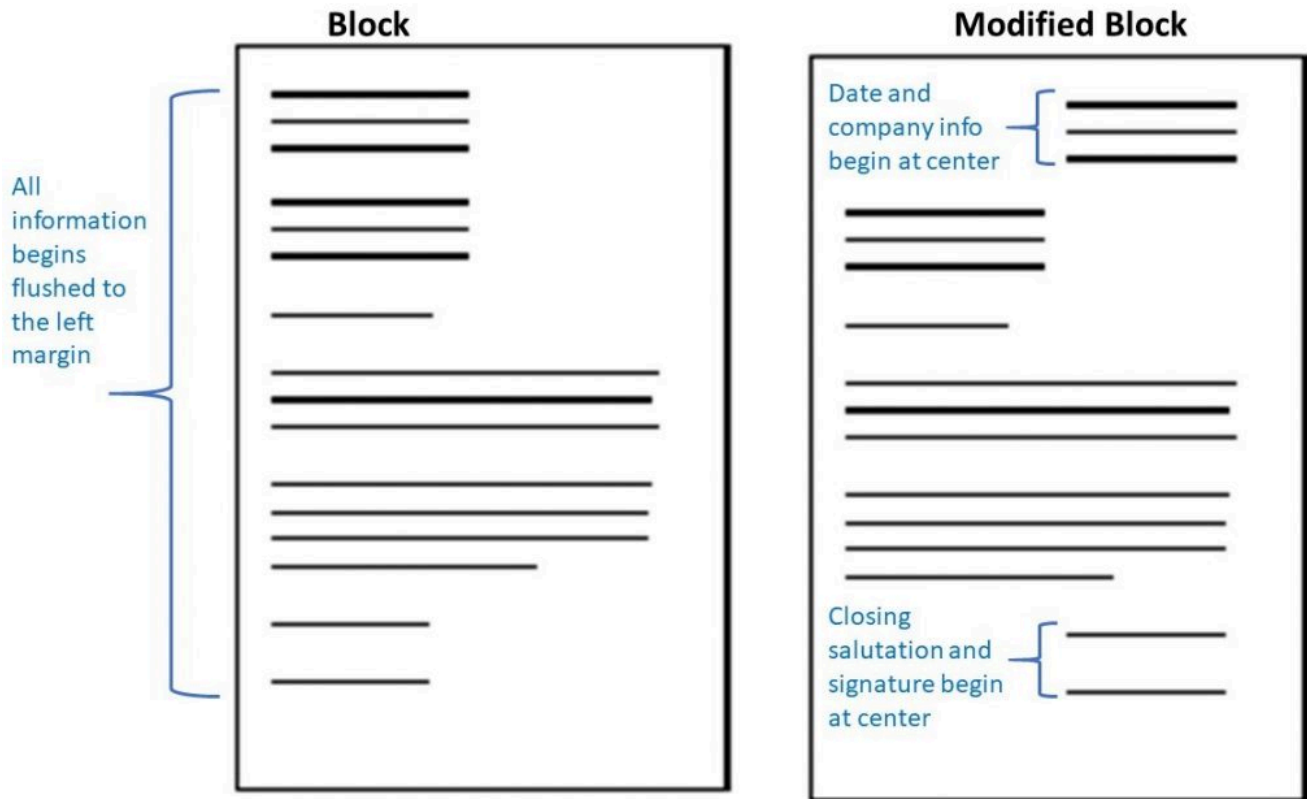 Block
All
information
begins
flushed to
the left
margin
Modified Block
Date and
company info
begin at center
Closing
salutation and
signature begin
at center